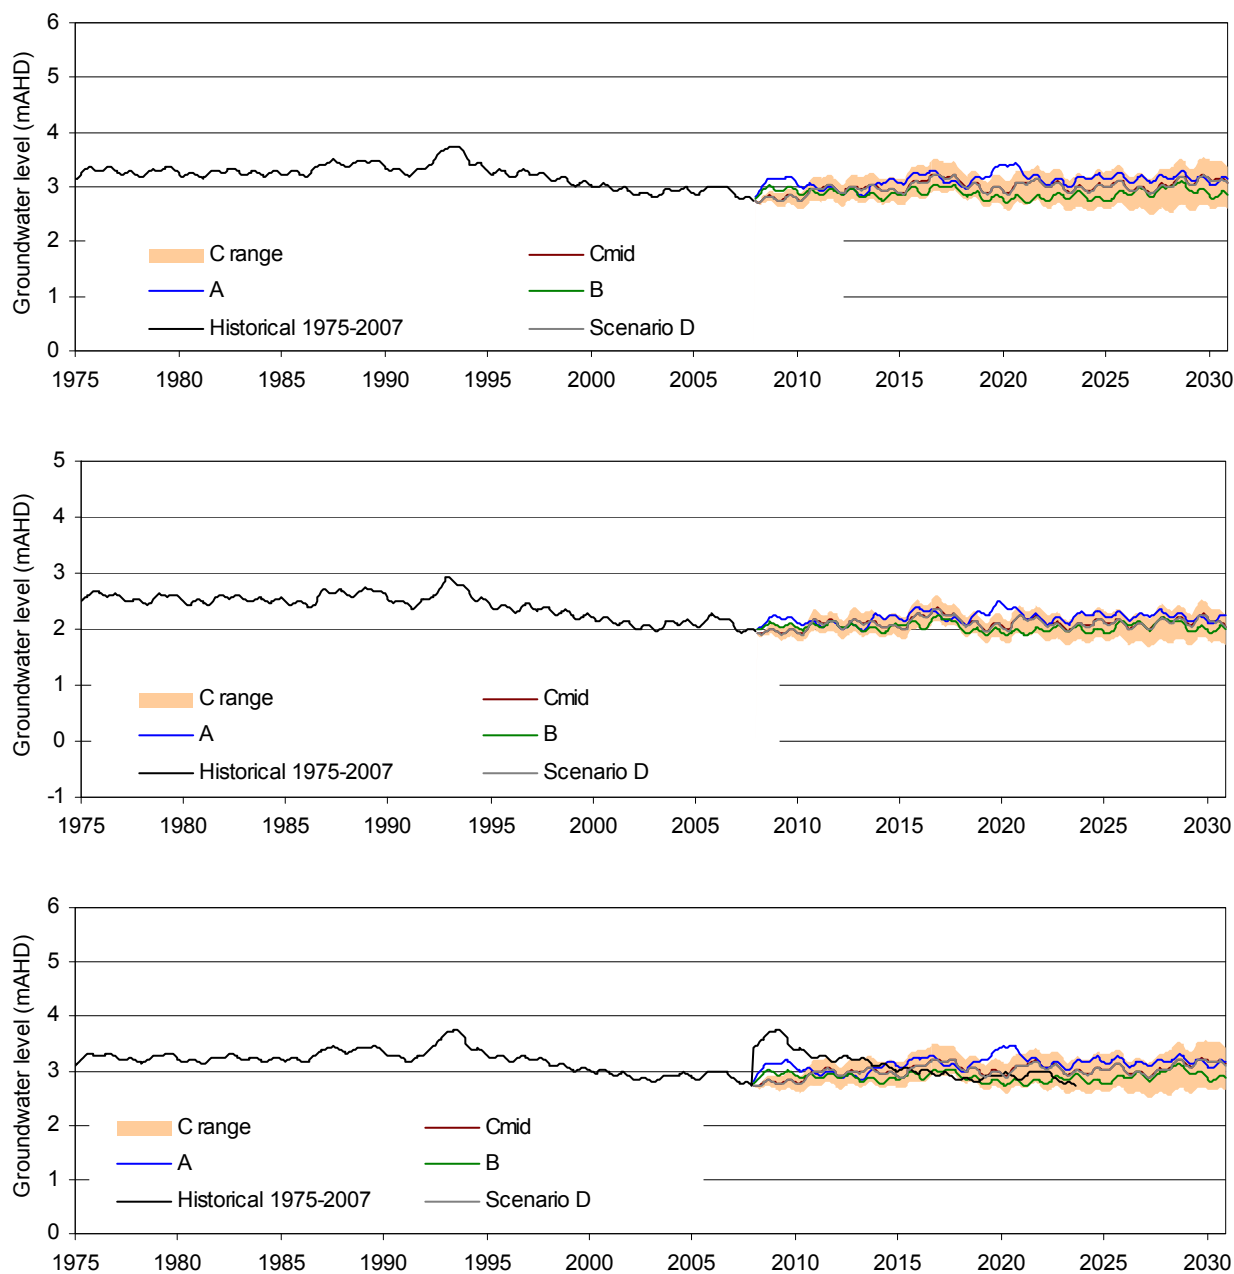 Groundwater level (mAHD)
6
5
4
3
2
1
0
C range
Cmid
A
B
Historical 1975-2007
Scenario D
1975 1980 1985 1990 1995 2000 2005 2010 2015 2020 2025 2030
Groundwater level (mAHD)
5
4
3
2
1
0
-1
C range
Cmid
A
B
Historical 1975-2007
Scenario D
1975 1980 1985 1990 1995 2000 2005 2010 2015 2020 2025 2030
Groundwater level (mAHD)
6
5
4
3
2
1
0
C range
Cmid
A
B
Historical 1975-2007
Scenario D
1975 1980 1985 1990 1995 2000 2005 2010 2015 2020 2025 2030